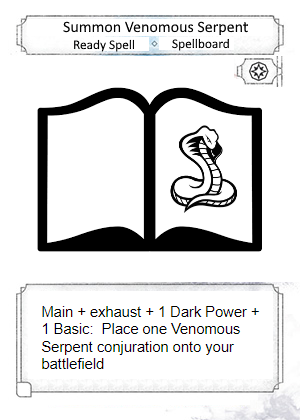 Summon Venomous Serpent
Ready Spell Spellboard
Main + exhaust + 1 Dark Power +
1 Basic: Place one Venomous
Serpent conjuration onto your
battlefield